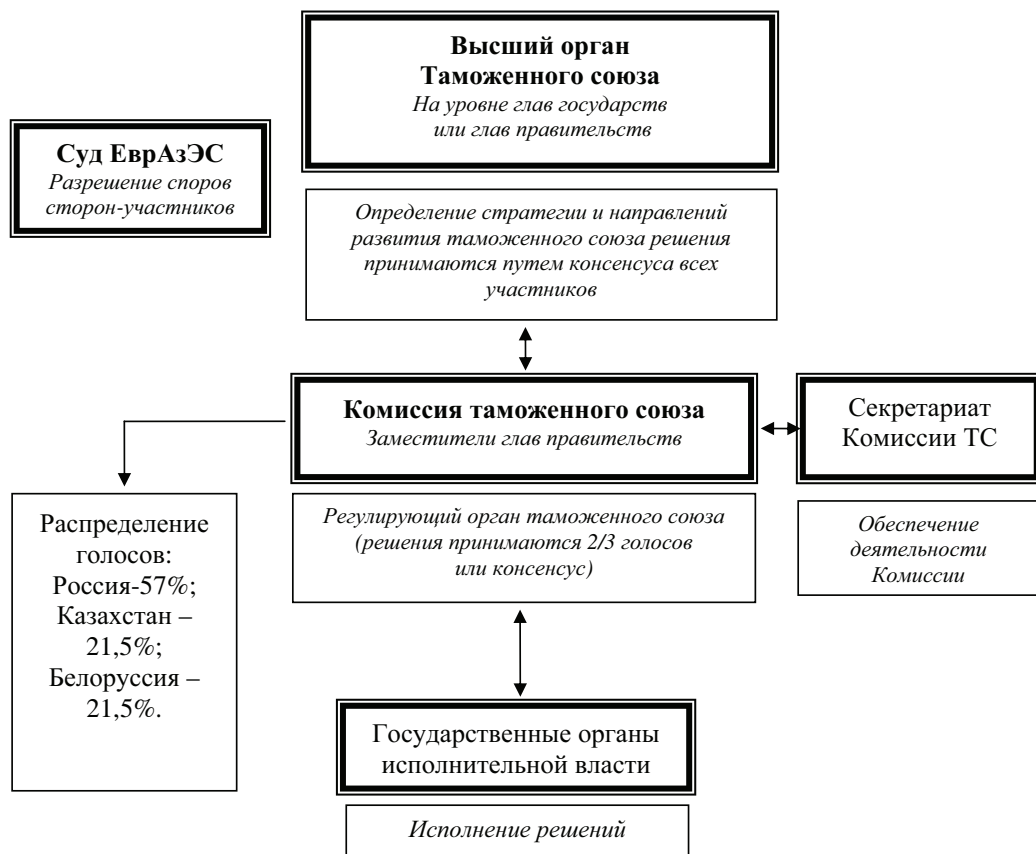 Высший орган
Таможенного союза
На уровне глав государств
или глав правительств
Суд ЕврАзЭС
Разрешение споров
сторон-участников
Определение стратегии и направлений
развития таможенного союза решения
принимаются путем консенсуса всех
участников
Комиссия таможенного союза
Заместители глав правительств
Секретариат
Комиссии ТС
Распределение
голосов:
Россия-57%;
Казахстан –
21,5%;
Белоруссия –
21,5%.
Регулирующий орган таможенного союза
(решения принимаются 2/3 голосов
или консенсус)
Обеспечение
деятельности
Комиссии
Государственные органы
исполнительной власти
Исполнение решений